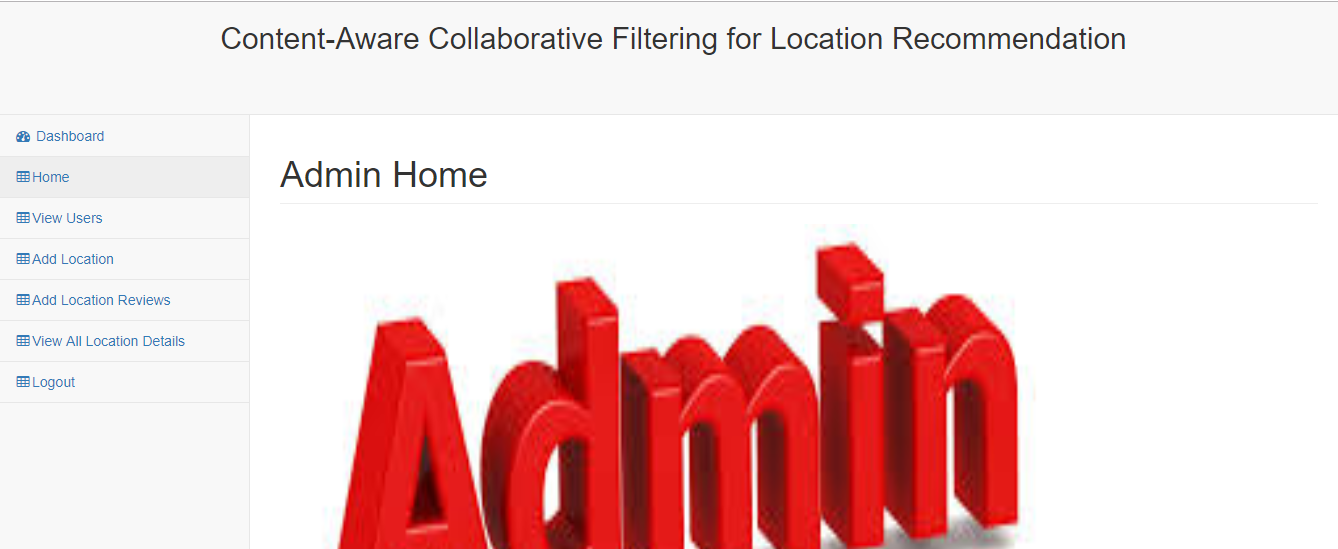 Content-Aware Collaborative Filtering for Location Recommendation
Dashboard
Home
View Users
Add Location
Add Location Reviews
View All Location Details
Logout
Admin Home
Admin